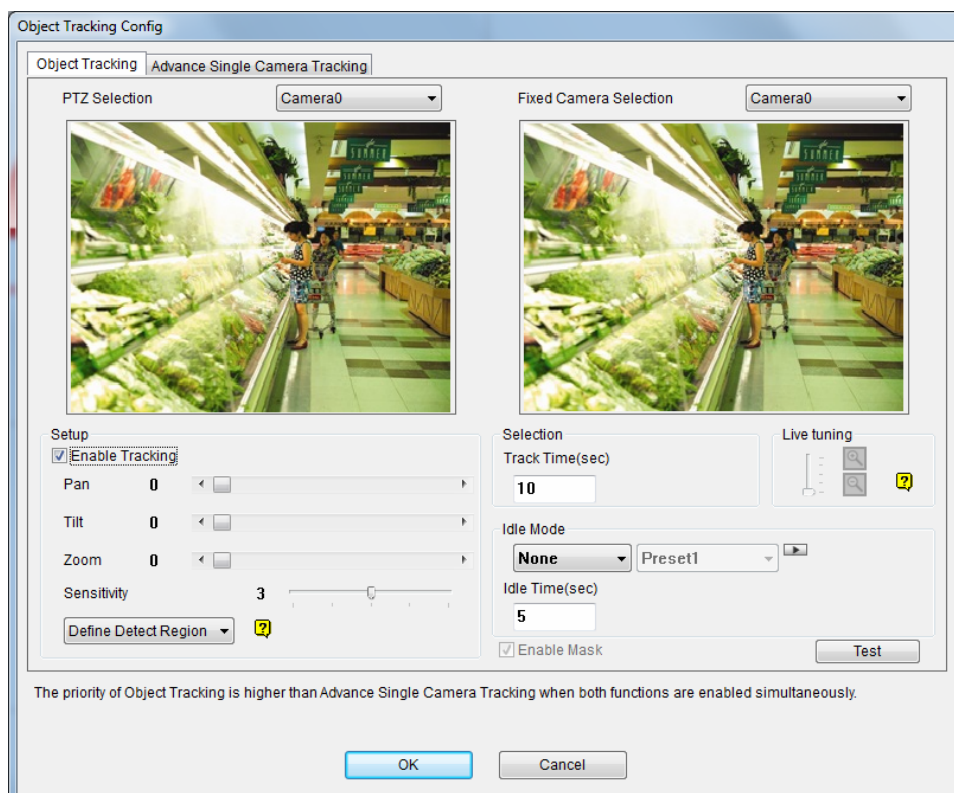 Object Tracking Config
Object Tracking
Advance Single Camera Tracking
PTZ Selection
Camera0
Fixed Camera Selection
Camera0
SUMMER
SUMMER
Setup
Enable Tracking
Pan 0
Tilt 0
Zoom 0
Sensitivity 3
Define Detect Region
?
Selection
Track Time(sec)
10
Live tuning
?
Idle Mode
None
Preset1
Idle Time(sec)
5
Enable Mask
Test
The priority of Object Tracking is higher than Advance Single Camera Tracking when both functions are enabled simultaneously.
OK
Cancel